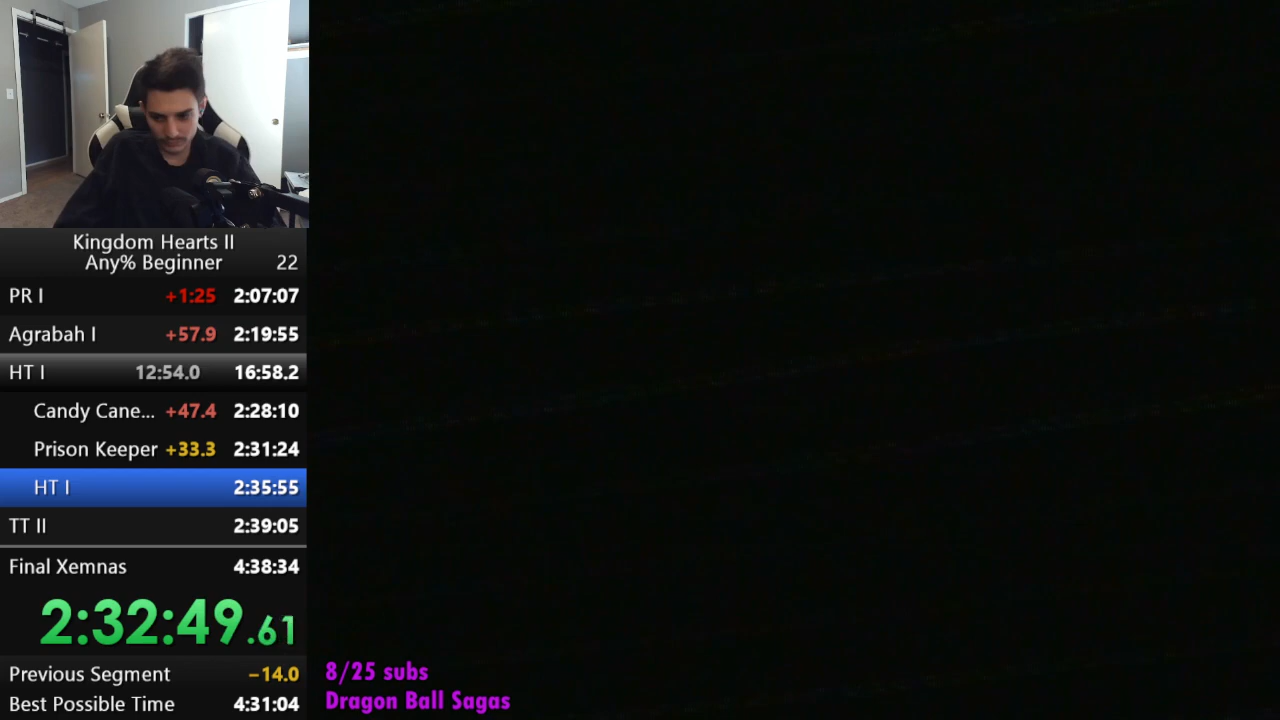 Kingdom Hearts II
Any% Beginner 22
PR I +1:25 2:07:07
Agrabah I +57.9 2:19:55
HT I 12:54.0 16:58.2
Candy Cane... +47.4 2:28:10
Prison Keeper +33.3 2:31:24
HT I 2:35:55
TT II 2:39:05
Final Xemnas 4:38:34
2:32:49.61
Previous Segment −14.0
Best Possible Time 4:31:04
8/25 subs
Dragon Ball Sagas